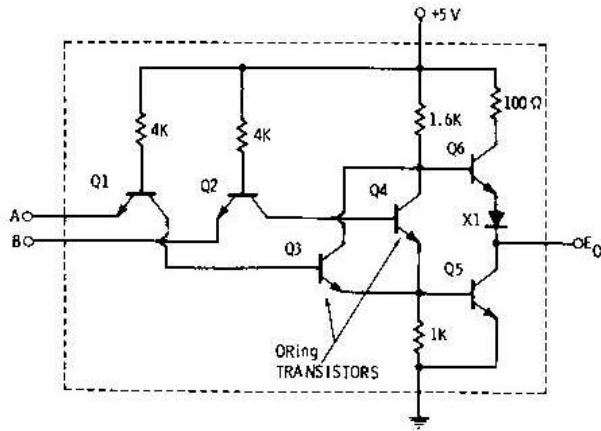 +5 V
100 Ω
4K
4K
1.6K
Q6
Q1
Q2
Q4
A
X1
B
E0
Q3
Q5
1K
ORing
TRANSISTORS